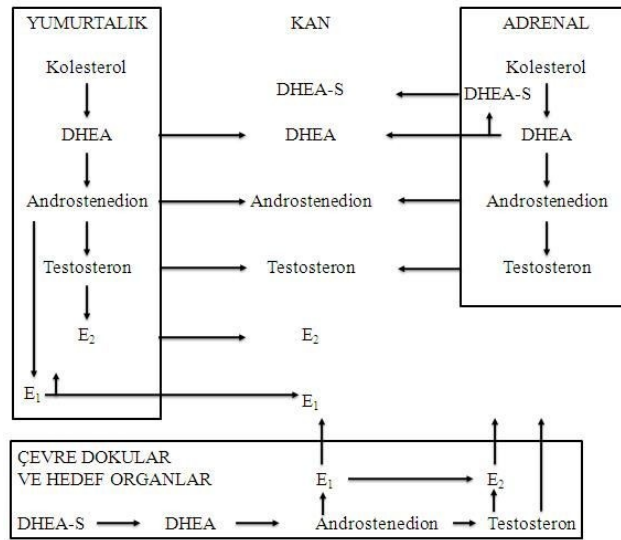 YUMURTALIK KAN ADRENAL
Kolesterol Kolesterol
DHEA-S DHEA-S
DHEA DHEA DHEA
Androstenedion Androstenedion Androstenedion
Testosteron Testosteron Testosteron
E₂ E₂
E₁ E₁
ÇEVRE DOKULAR
VE HEDEF ORGANLAR E₁ E₂
DHEA-S DHEA Androstenedion Testosteron